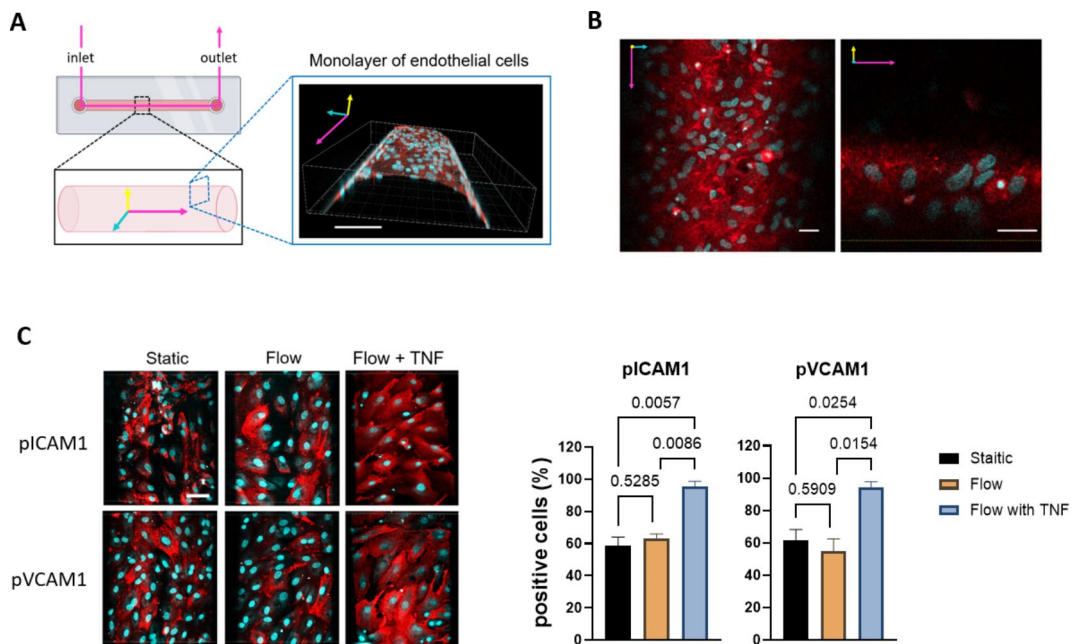 A
inlet
outlet
Monolayer of endothelial cells
B
C
Static
Flow
Flow + TNF
pICAM1
pVCAM1
pICAM1
0.0057
0.0086
0.5285
positive cells (%)
120
100
80
60
40
20
0
pVCAM1
0.0254
0.0154
0.5909
120
100
80
60
40
20
0
Staitic
Flow
Flow with TNF